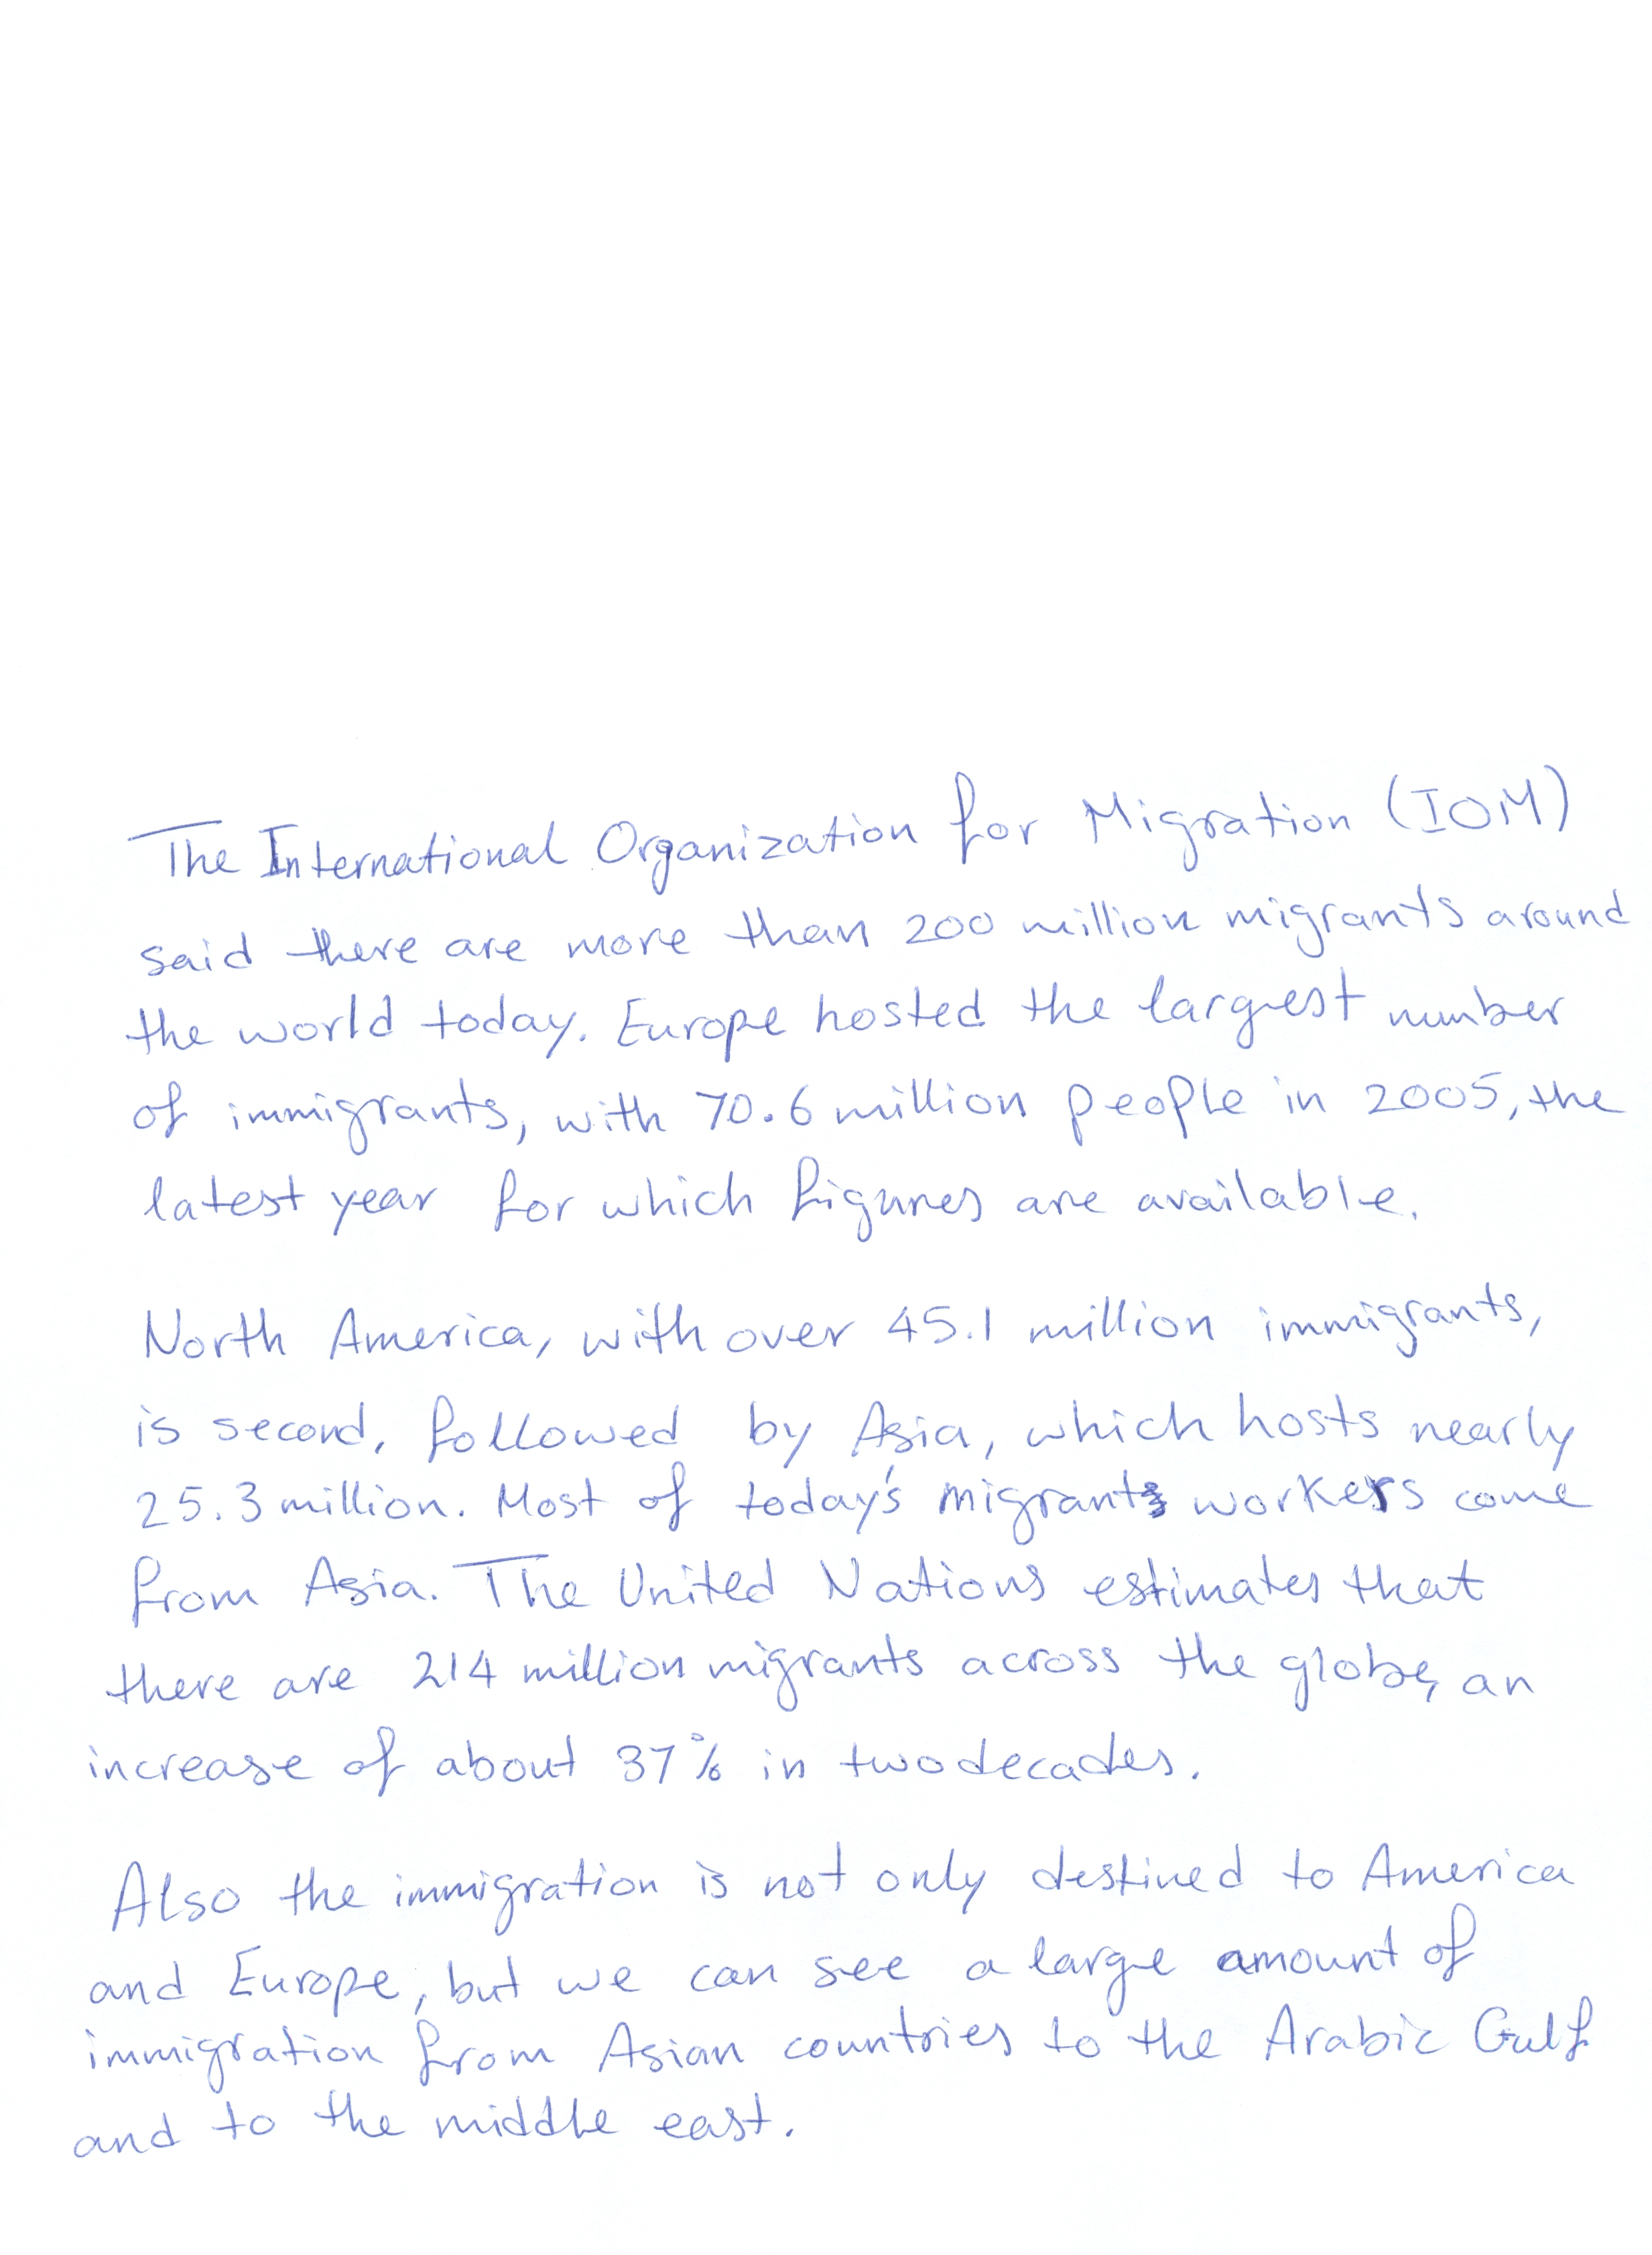 The International Organization for Migration (IOM)
said there are more than 200 million migrants around
the world today. Europe hosted the largest number
of immigrants, with 70.6 million people in 2005, the
latest year for which figures are available.
North America, with over 45.1 million immigrants,
is second, followed by Asia, which hosts nearly
25.3 million. Most of today's migrants workers come
from Asia. The United Nations estimates that
there are 214 million migrants across the globe, an
increase of about 37% in two decades.
Also the immigration is not only destined to America
and Europe, but we can see a large amount of
immigration from Asian countries to the Arabic Gulf
and to the middle east.